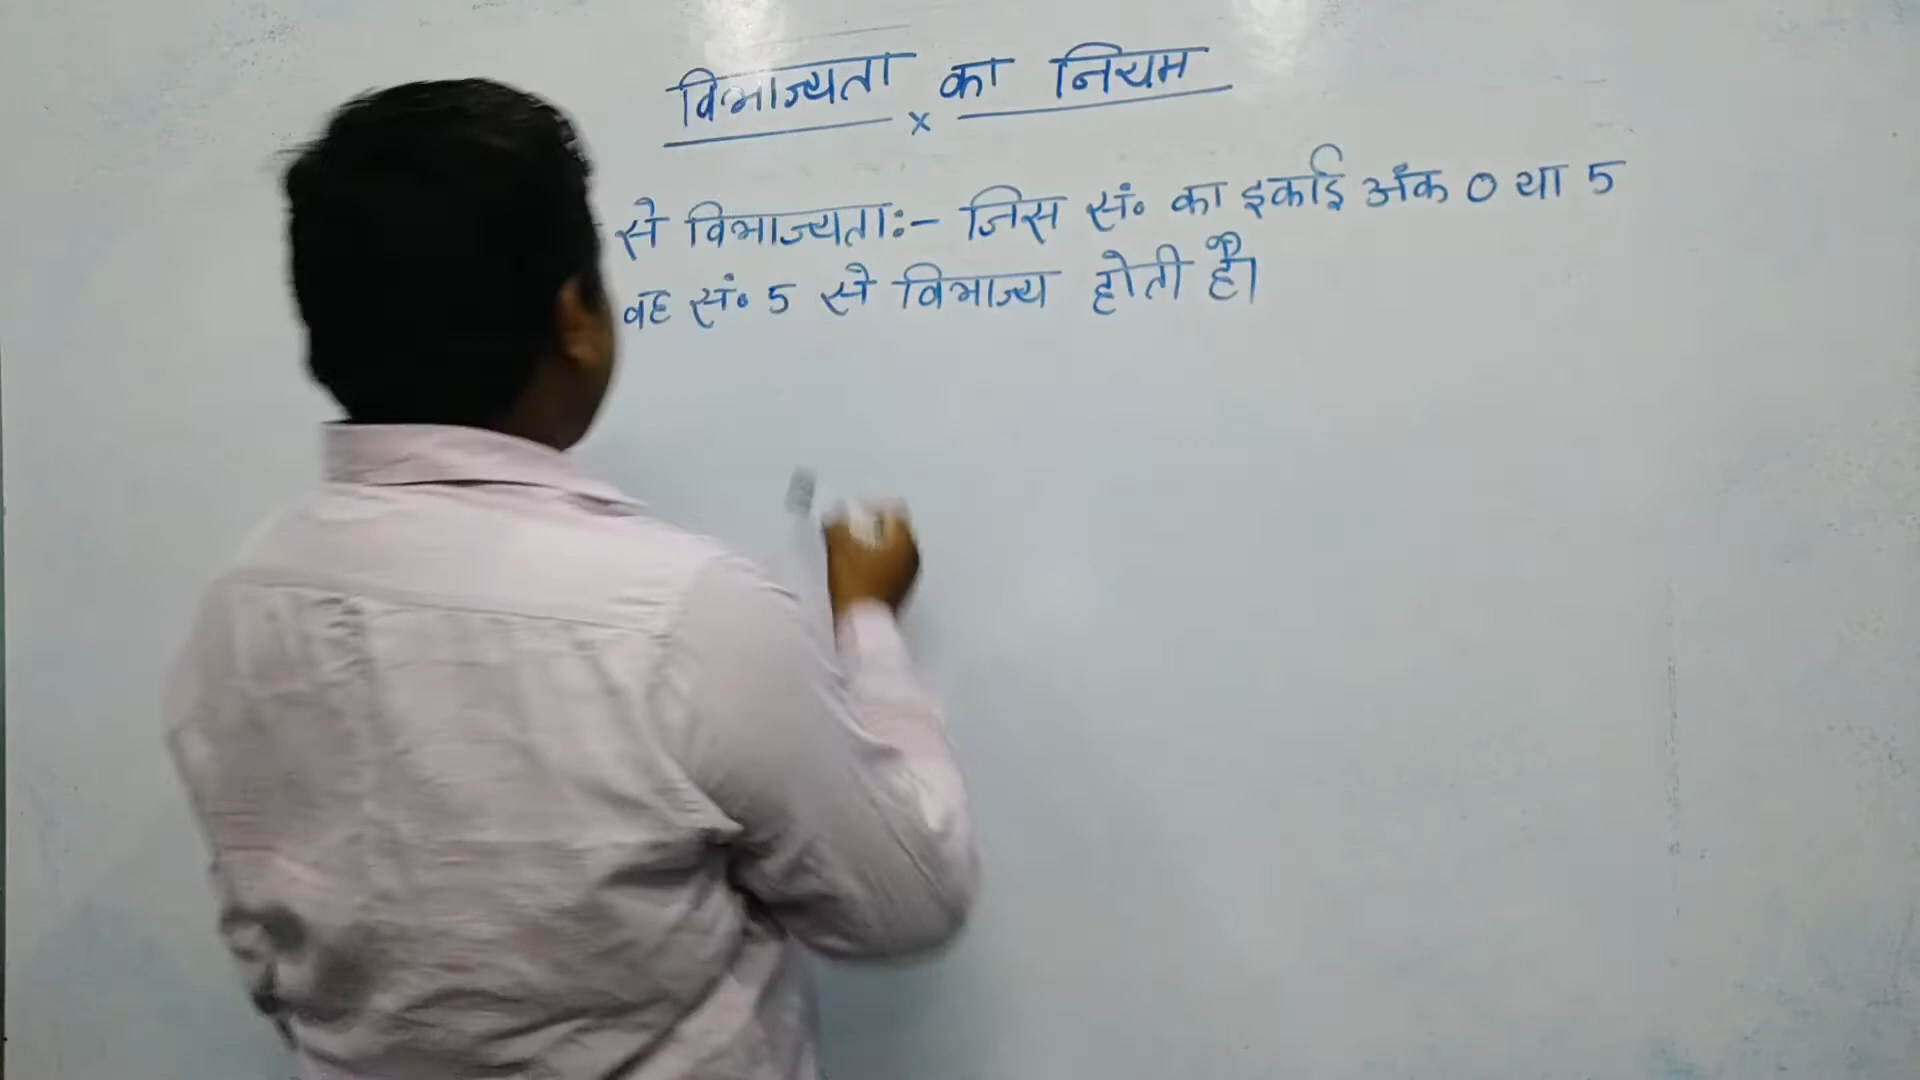 विभाज्यता का नियम
x
से विभाज्यता:- जिस सं॰ का इकाई अंक 0 या 5
वह सं॰ 5 से विभाज्य होती है।